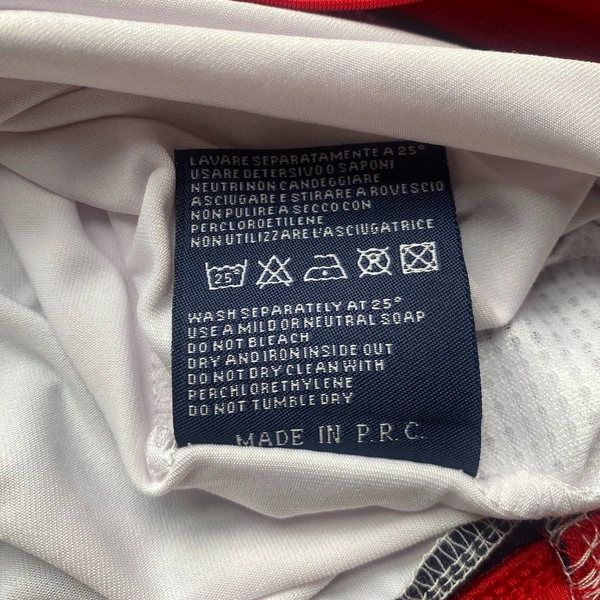 LAVARE SEPARATAMENTE A 25°
USARE DETERSIVO O SAPONI
NEUTRI NON CANDEGGIARE
ASCIUGARE E STIRARE A ROVESCIO
NON PULIRE A SECCO CON
PERCLOROETILENE
NON UTILIZZARE L'ASCIUGATRICE
25°
WASH SEPARATELY AT 25°
USE A MILD OR NEUTRAL SOAP
DO NOT BLEACH
DRY AND IRON INSIDE OUT
DO NOT DRY CLEAN WITH
PERCHLORETHYLENE
DO NOT TUMBLE DRY
MADE IN P.R.C.